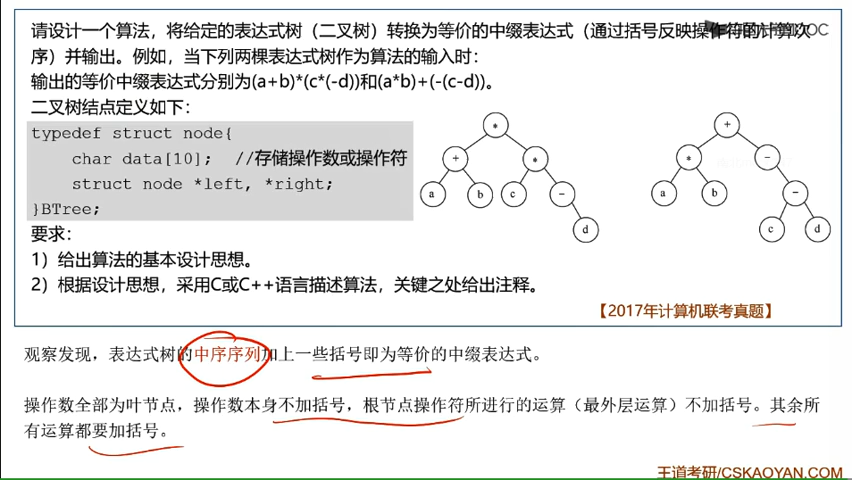 请设计一个算法，将给定的表达式树（二叉树）转换为等价的中缀表达式（通过括号反映操作符的计算次
序）并输出。例如，当下列两棵表达式树作为算法的输入时：
输出的等价中缀表达式分别为(a+b)*(c*(-d))和(a*b)+(-(c-d))。
二叉树结点定义如下：
typedef struct node{
char data[10]; //存储操作数或操作符
struct node *left, *right;
}BTree;
*
+ *
a b c -
d
+
* -
a b -
c d
要求：
1）给出算法的基本设计思想。
2）根据设计思想，采用C或C++语言描述算法，关键之处给出注释。
【2017年计算机联考真题】
观察发现，表达式树的中序序列加上一些括号即为等价的中缀表达式。
操作数全部为叶节点，操作数本身不加括号，根节点操作符所进行的运算（最外层运算）不加括号。其余所
有运算都要加括号。
王道考研/CSKAOYAN.COM